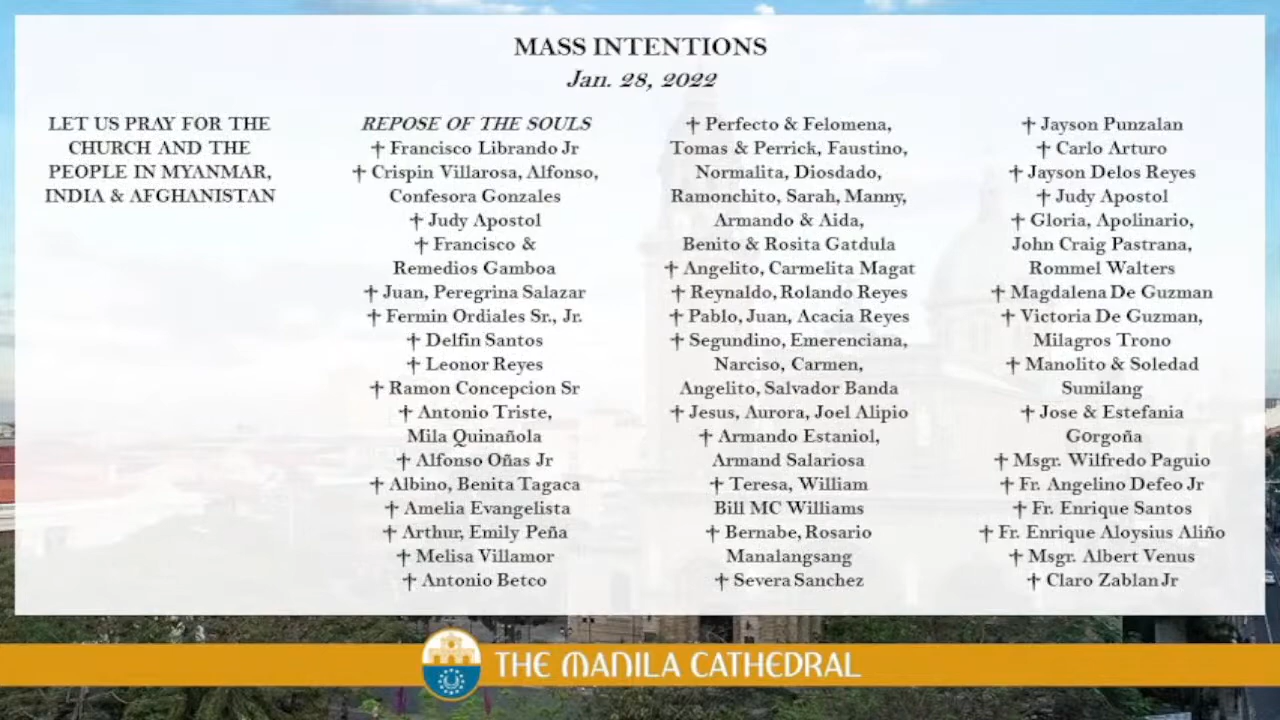 MASS INTENTIONS
Jan. 28, 2022
LET US PRAY FOR THE
CHURCH AND THE
PEOPLE IN MYANMAR,
INDIA & AFGHANISTAN
REPOSE OF THE SOULS
✝ Francisco Librando Jr
✝ Crispin Villarosa, Alfonso,
Confesora Gonzales
✝ Judy Apostol
✝ Francisco &
Remedios Gamboa
✝ Juan, Peregrina Salazar
✝ Fermin Ordiales Sr., Jr.
✝ Delfin Santos
✝ Leonor Reyes
✝ Ramon Concepcion Sr
✝ Antonio Triste,
Mila Quinañola
✝ Alfonso Oñas Jr
✝ Albino, Benita Tagaca
✝ Amelia Evangelista
✝ Arthur, Emily Peña
✝ Melisa Villamor
✝ Antonio Betco
✝ Perfecto & Felomena,
Tomas & Perrick, Faustino,
Normalita, Diosdado,
Ramonchito, Sarah, Manny,
Armando & Aida,
Benito & Rosita Gatdula
✝ Angelito, Carmelita Magat
✝ Reynaldo, Rolando Reyes
✝ Pablo, Juan, Acacia Reyes
✝ Segundino, Emerenciana,
Narciso, Carmen,
Angelito, Salvador Banda
✝ Jesus, Aurora, Joel Alipio
✝ Armando Estaniol,
Armand Salariosa
✝ Teresa, William
Bill MC Williams
✝ Bernabe, Rosario
Manalangsang
✝ Severa Sanchez
✝ Jayson Punzalan
✝ Carlo Arturo
✝ Jayson Delos Reyes
✝ Judy Apostol
✝ Gloria, Apolinario,
John Craig Pastrana,
Rommel Walters
✝ Magdalena De Guzman
✝ Victoria De Guzman,
Milagros Trono
✝ Manolito & Soledad
Sumilang
✝ Jose & Estefania
Gorgoña
✝ Msgr. Wilfredo Paguio
✝ Fr. Angelino Defeo Jr
✝ Fr. Enrique Santos
✝ Fr. Enrique Aloysius Aliño
✝ Msgr. Albert Venus
✝ Claro Zablan Jr
THE MANILA CATHEDRAL